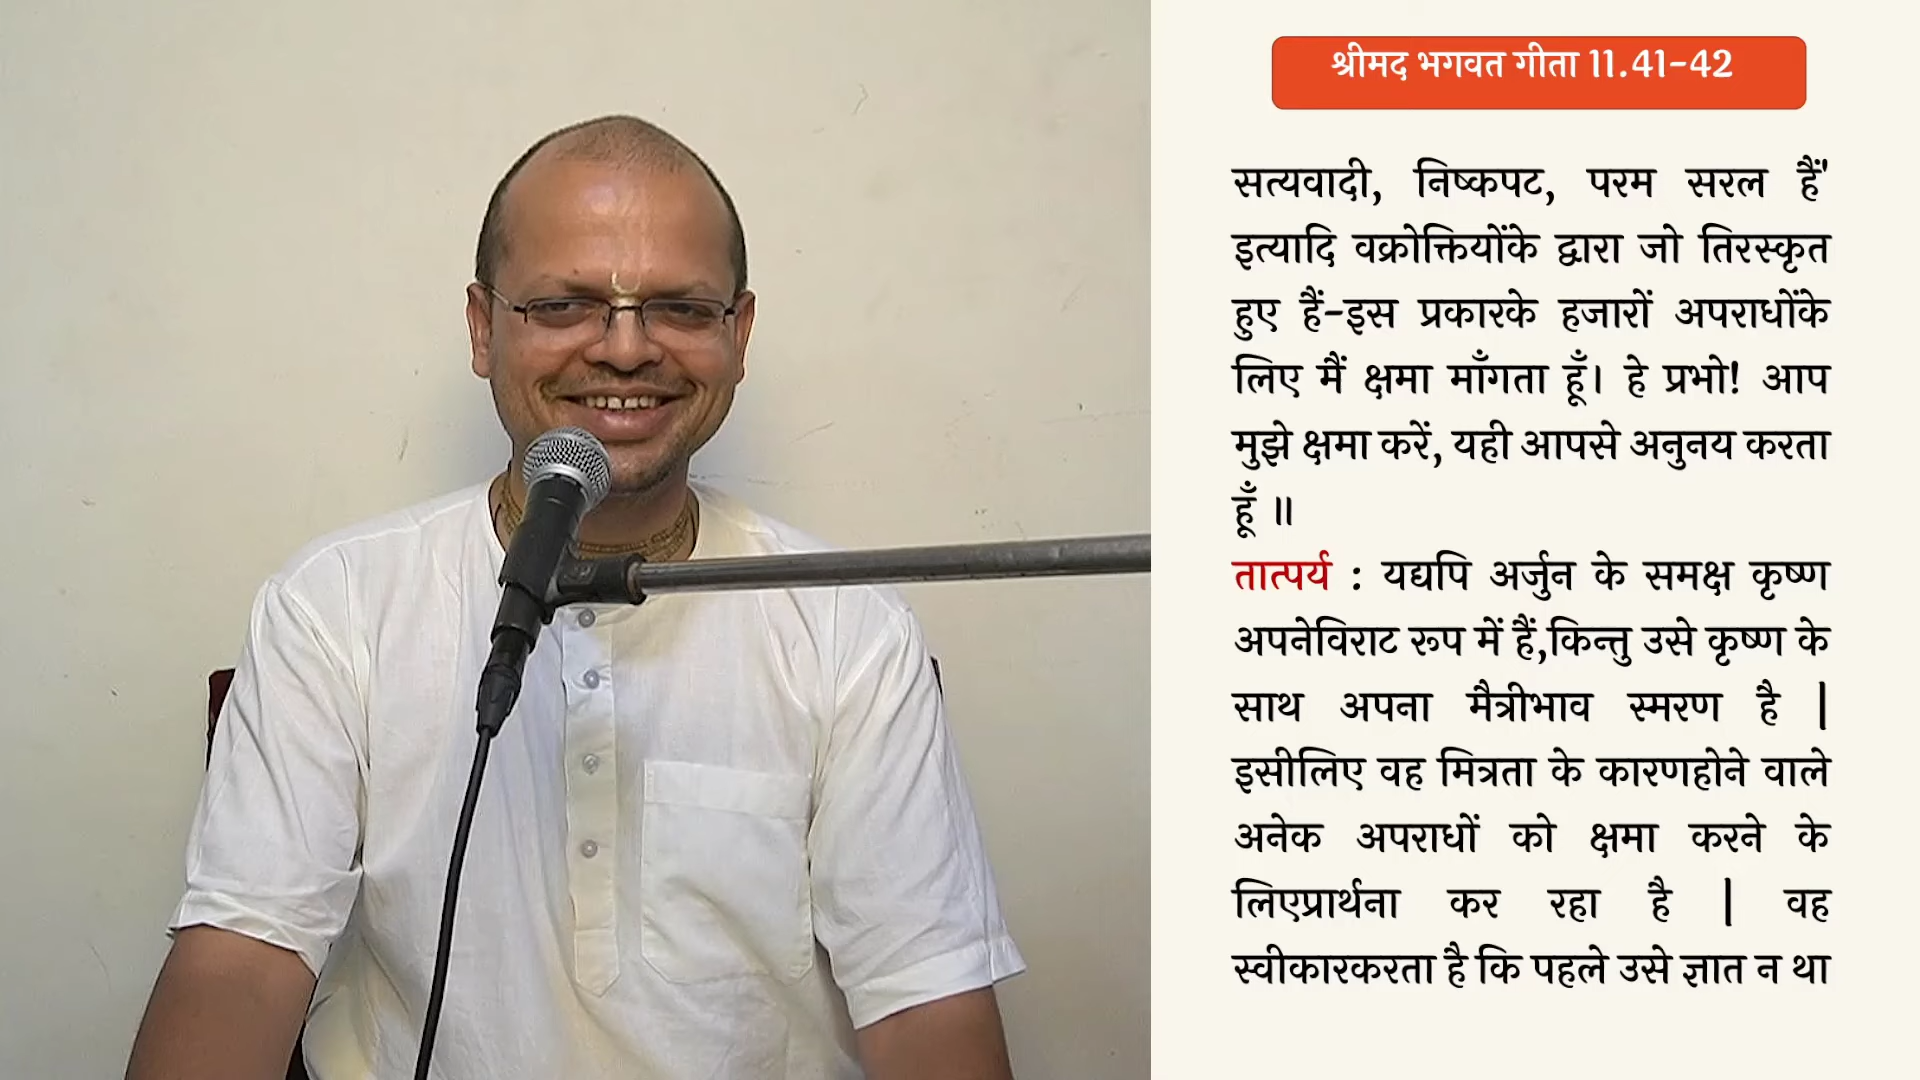 श्रीमद भगवत गीता 11.41-42
सत्यवादी, निष्कपट, परम सरल हैं'
इत्यादि वक्रोक्तियोंके द्वारा जो तिरस्कृत
हुए हैं-इस प्रकारके हजारों अपराधोंके
लिए मैं क्षमा माँगता हूँ। हे प्रभो! आप
मुझे क्षमा करें, यही आपसे अनुनय करता
हूँ ॥
तात्पर्य : यद्यपि अर्जुन के समक्ष कृष्ण
अपनेविराट रूप में हैं,किन्तु उसे कृष्ण के
साथ अपना मैत्रीभाव स्मरण है |
इसीलिए वह मित्रता के कारणहोने वाले
अनेक अपराधों को क्षमा करने के
लिएप्रार्थना कर रहा है | वह
स्वीकारकरता है कि पहले उसे ज्ञात न था